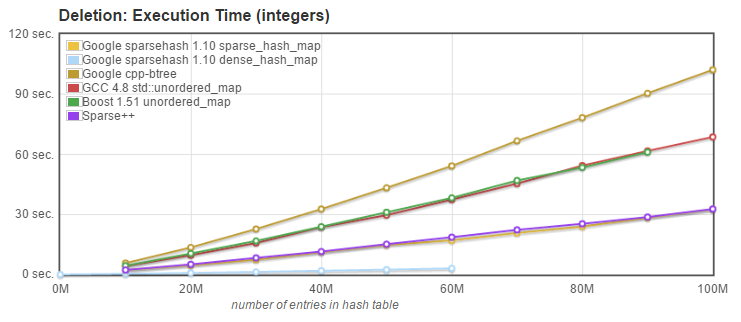 Deletion: Execution Time (integers)
120 sec.
90 sec.
60 sec.
30 sec.
0 sec.
Google sparsehash 1.10 sparse_hash_map
Google sparsehash 1.10 dense_hash_map
Google cpp-btree
GCC 4.8 std::unordered_map
Boost 1.51 unordered_map
Sparse++
0M 20M 40M 60M 80M 100M
number of entries in hash table